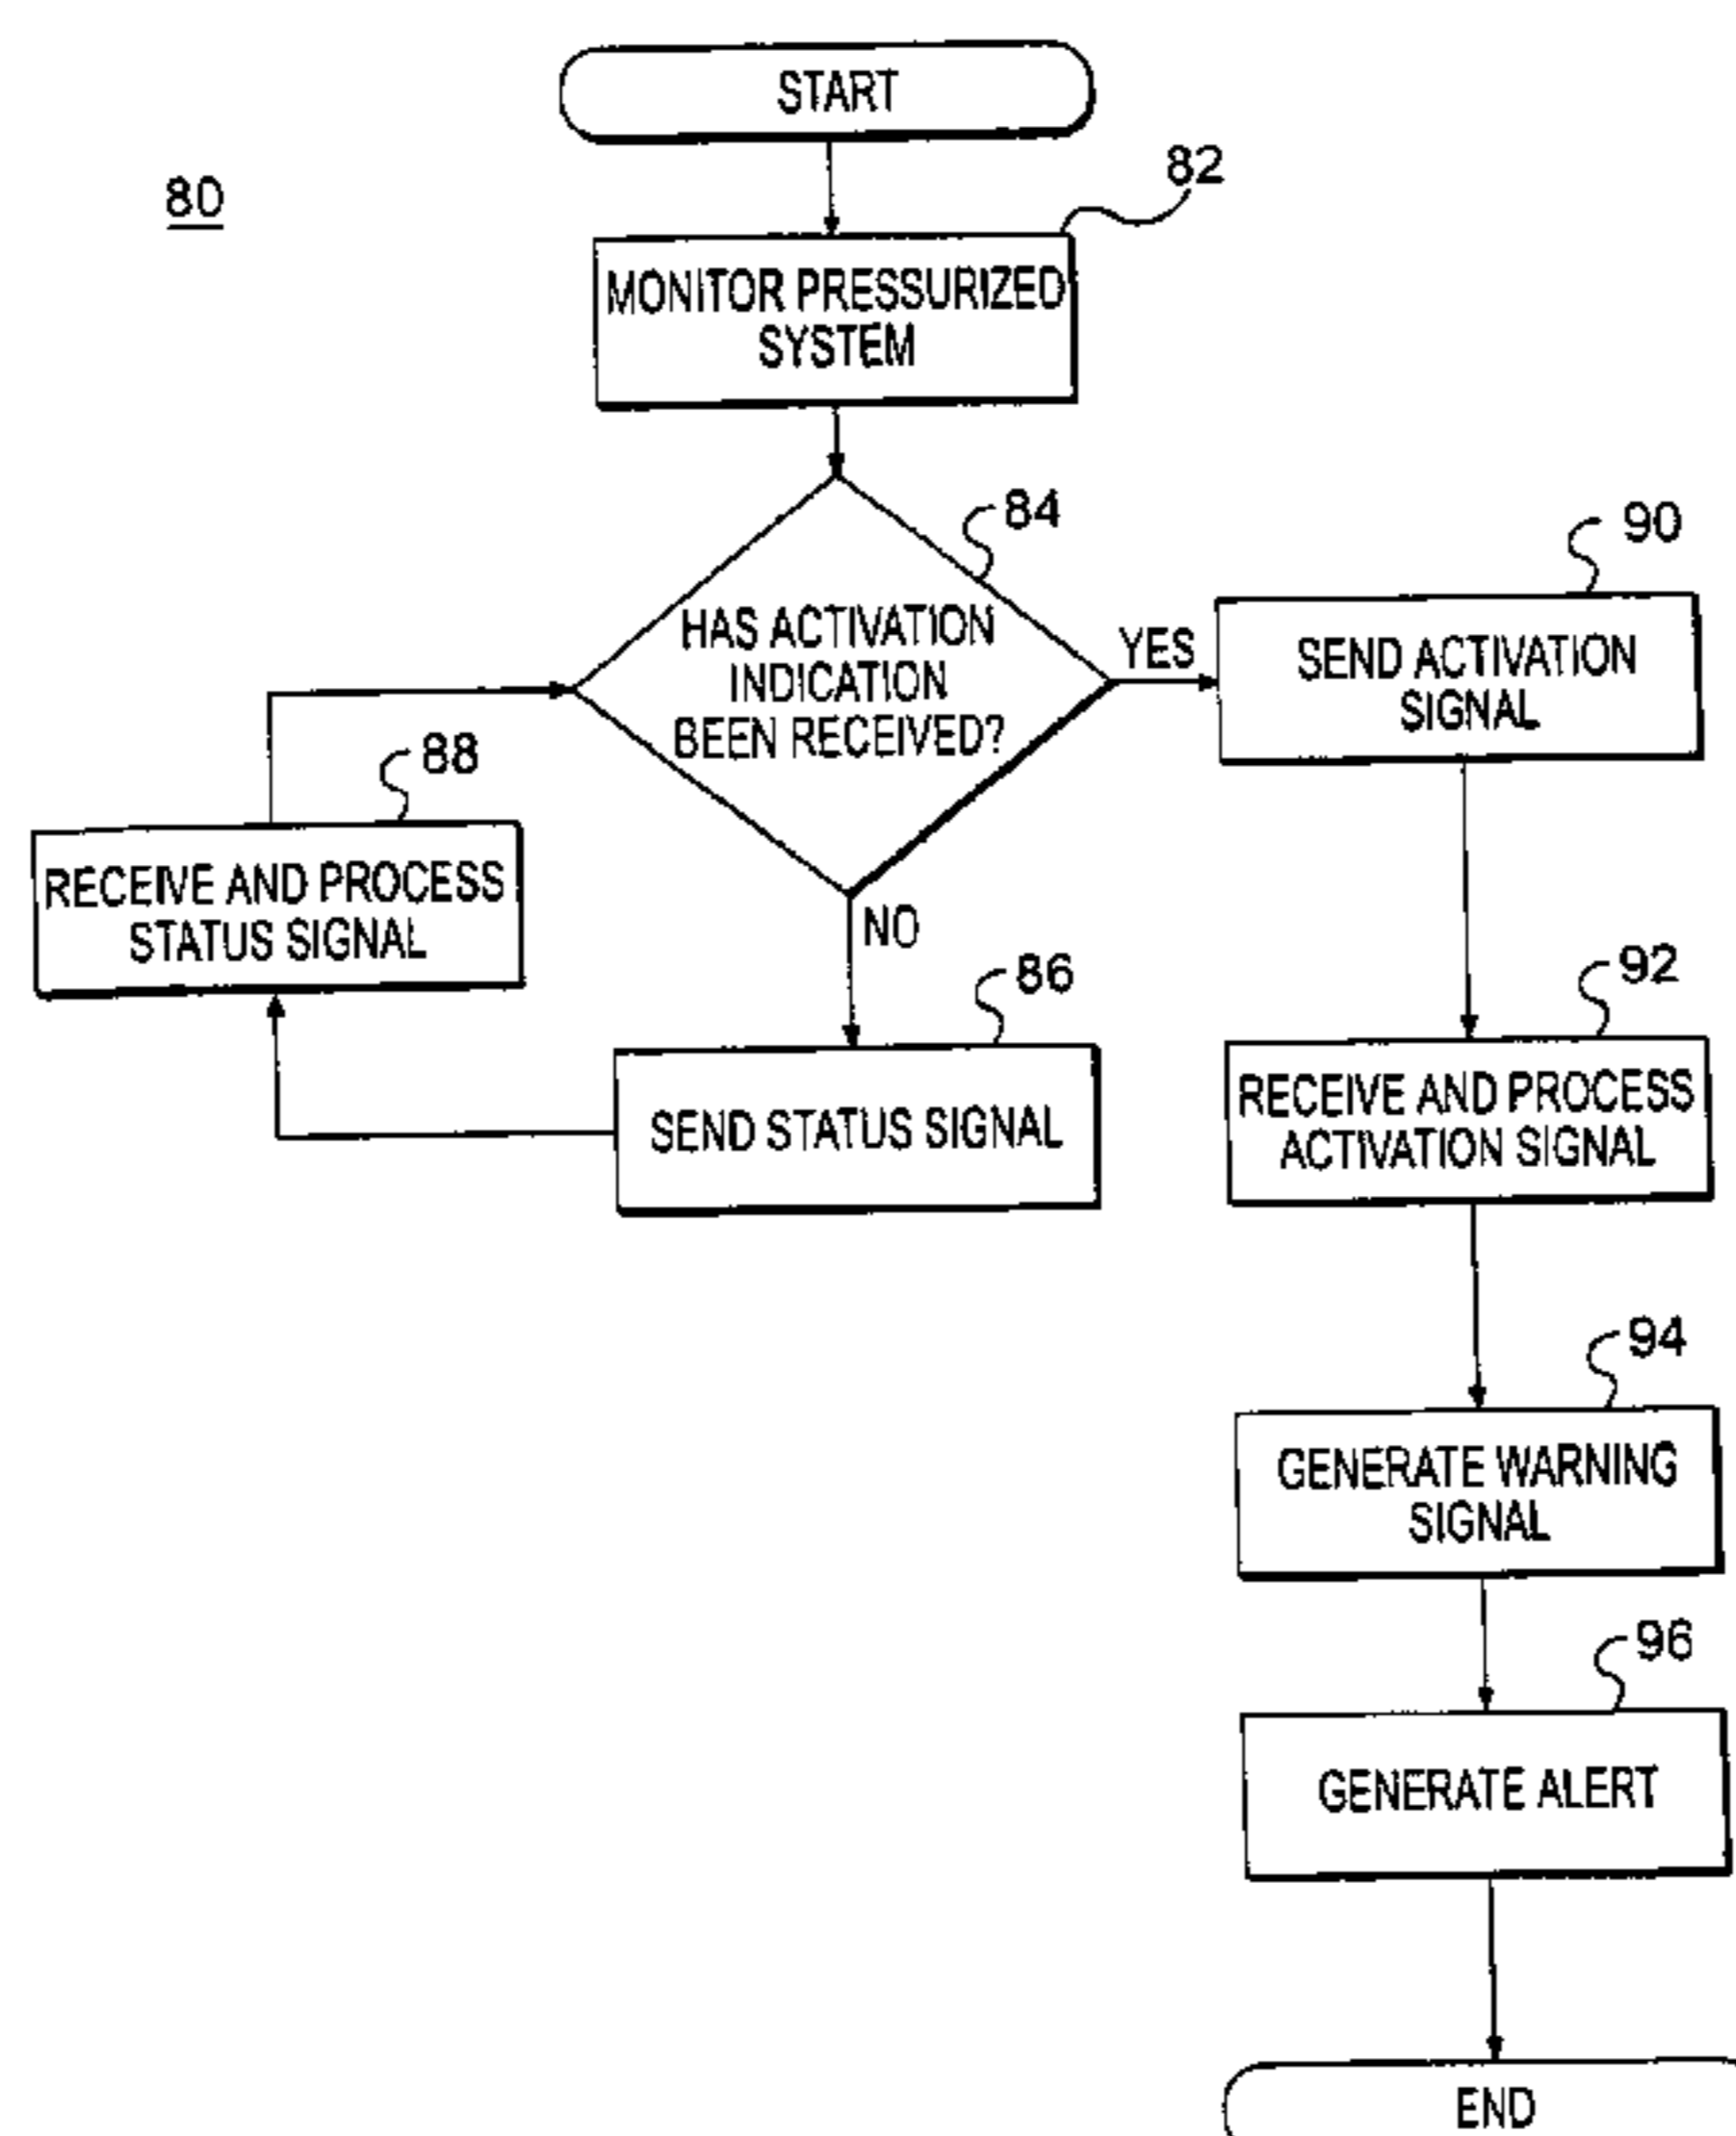 START
80
82
MONITOR PRESSURIZED
SYSTEM
84
HAS ACTIVATION
INDICATION
BEEN RECEIVED?
YES
90
SEND ACTIVATION
SIGNAL
88
RECEIVE AND PROCESS
STATUS SIGNAL
NO
86
SEND STATUS SIGNAL
92
RECEIVE AND PROCESS
ACTIVATION SIGNAL
94
GENERATE WARNING
SIGNAL
96
GENERATE ALERT
END